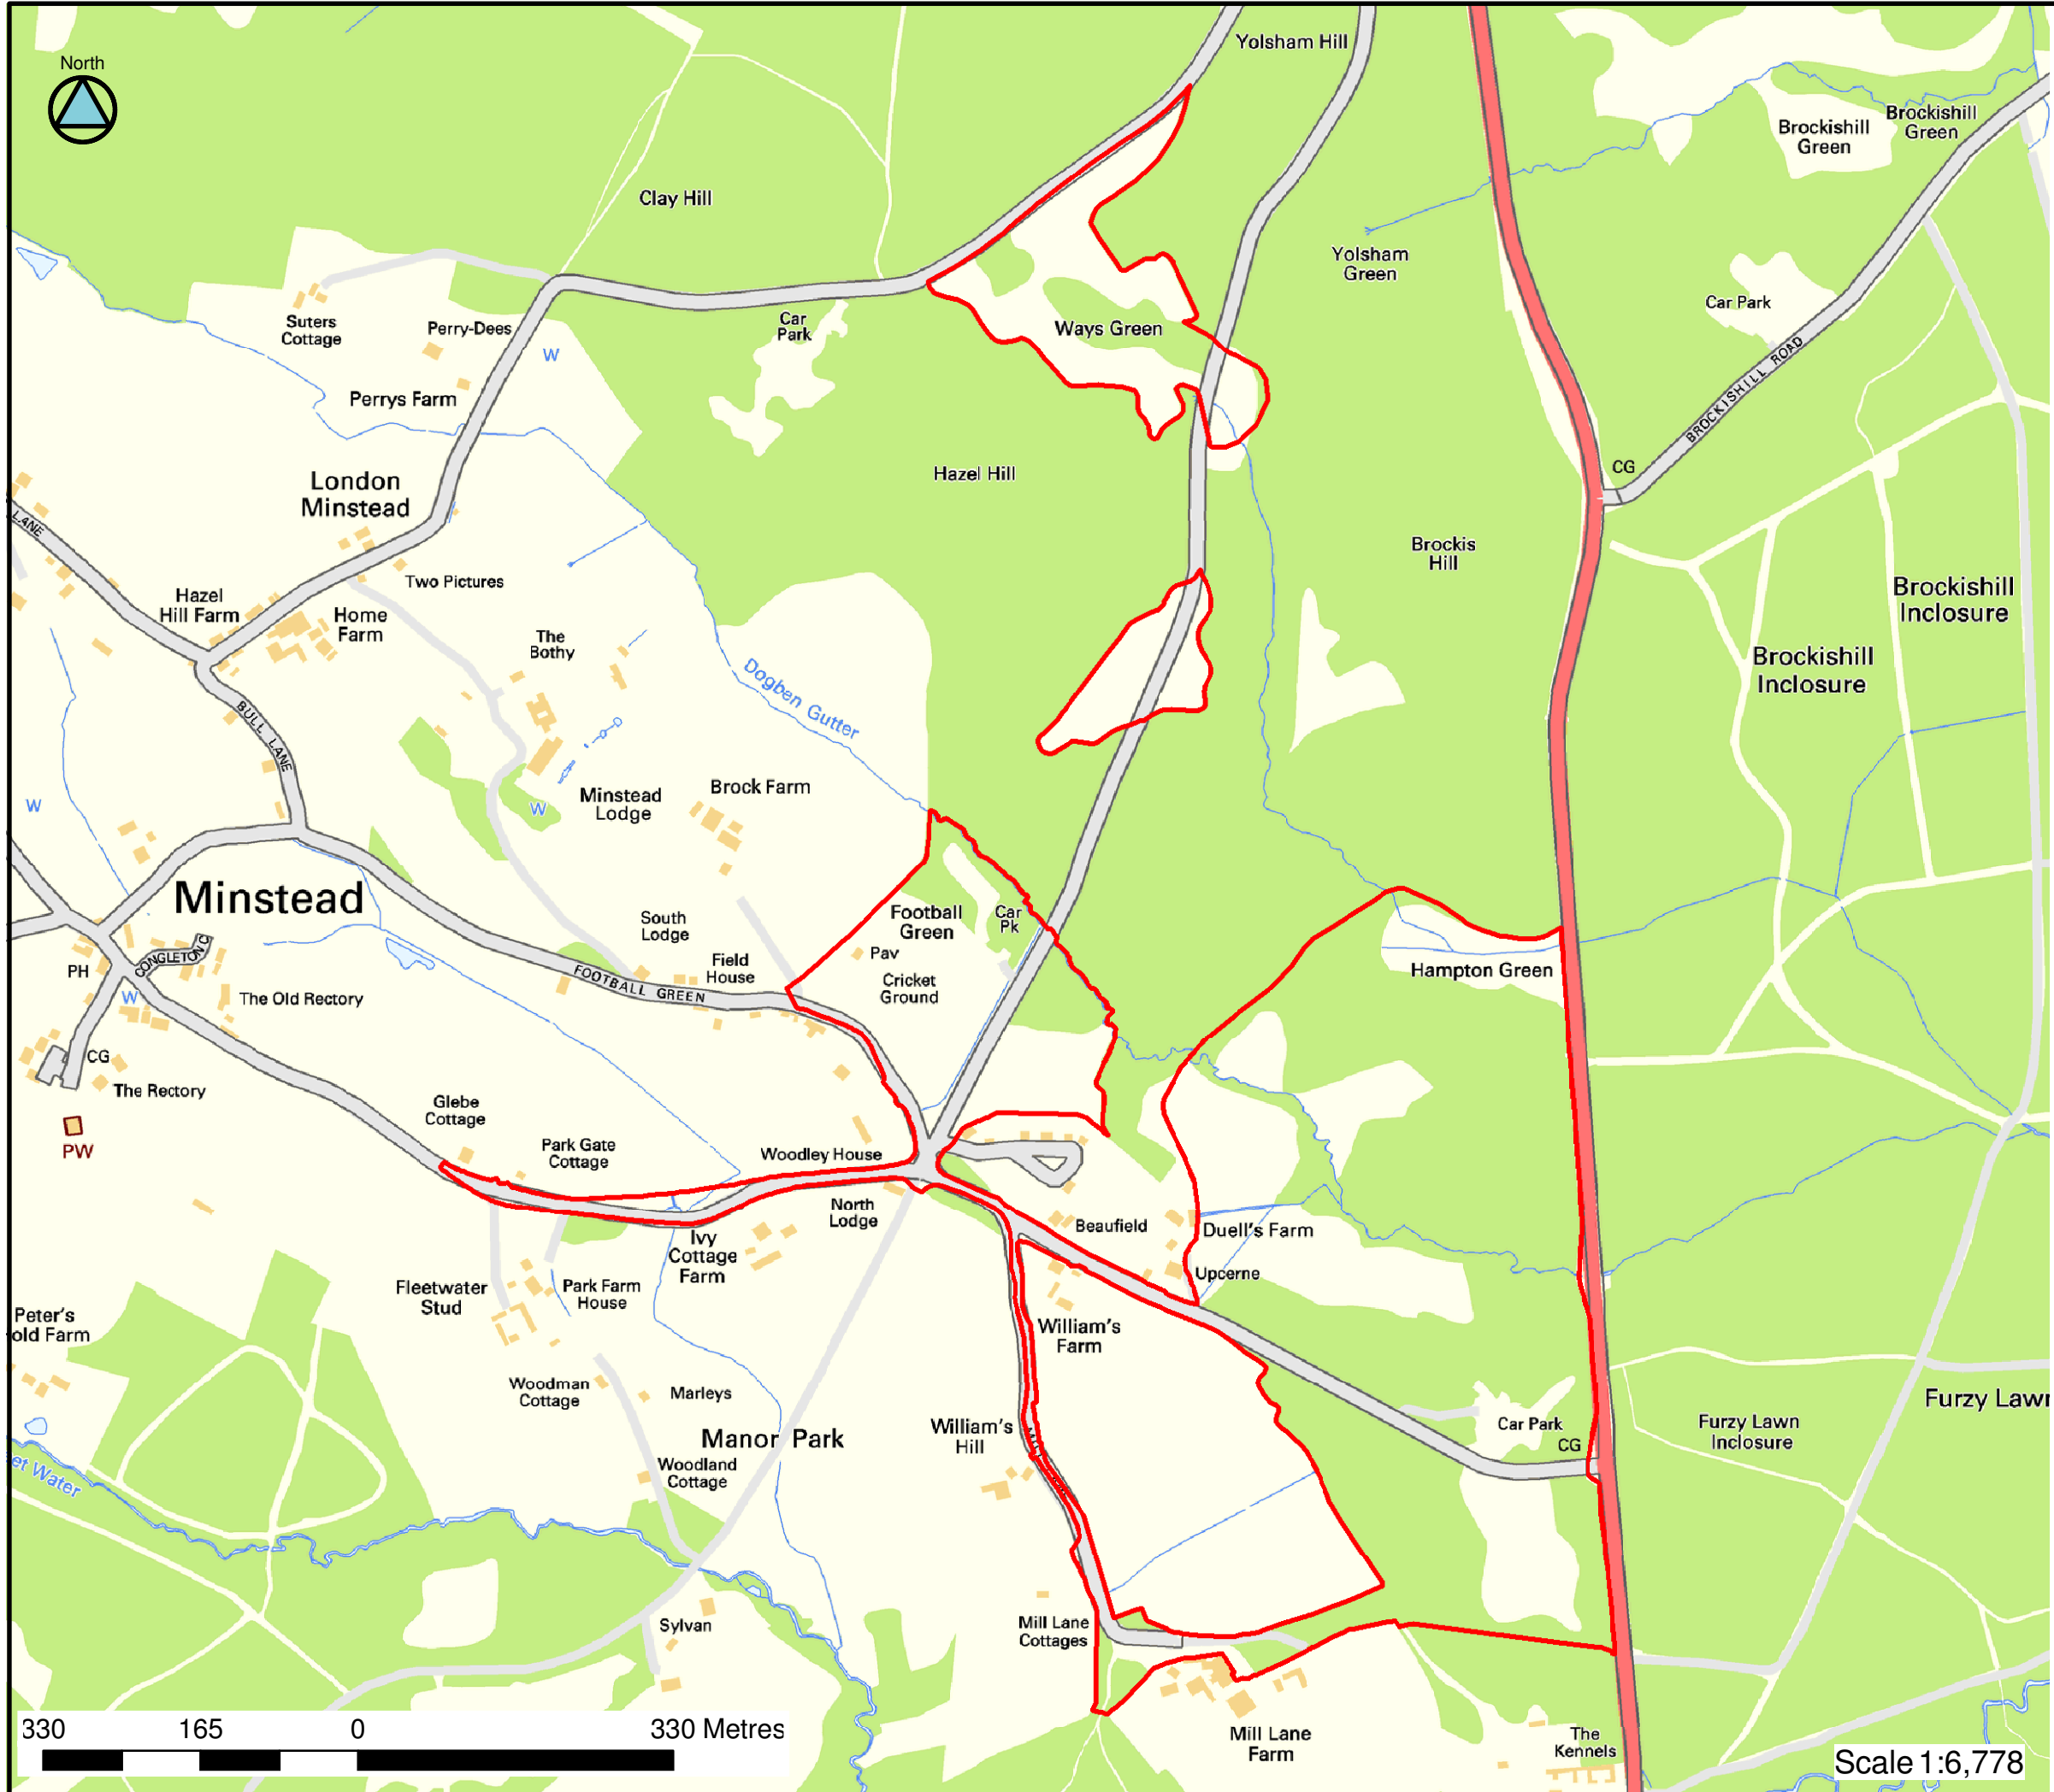 North
Yolsham Hill
Brockishill
Green
Brockishill
Green
Clay Hill
Yolsham
Green
Car Park
Suters
Cottage
Perry-Dees
Car
Park
Ways Green
BROCKISHILL ROAD
W
Perrys Farm
CG
Hazel Hill
London
Minstead
LANE
Brockis
Hill
Two Pictures
Brockishill
Inclosure
Hazel
Hill Farm
Home
Farm
The
Bothy
Brockishill
Inclosure
Dogben Gutter
BULL LANE
W
Minstead
Lodge
W
Brock Farm
Minstead
South
Lodge
Football
Green
Car
Pk
Pav
Field
House
Cricket
Ground
Hampton Green
PH
CONGLETON C
FOOTBALL GREEN
W
The Old Rectory
CG
The Rectory
Glebe
Cottage
PW
Park Gate
Cottage
Woodley House
North
Lodge
Beaufield
Duell's Farm
Ivy
Cottage
Farm
Upcerne
Fleetwater
Stud
Park Farm
House
Peter's
old Farm
William's
Farm
Woodman
Cottage
Marleys
Furzy Lawn
Manor Park
William's
Hill
Car Park
CG
Furzy Lawn
Inclosure
et Water
Woodland
Cottage
Sylvan
Mill Lane
Cottages
330 165 0 330 Metres
Mill Lane
Farm
The
Kennels
Scale 1:6,778